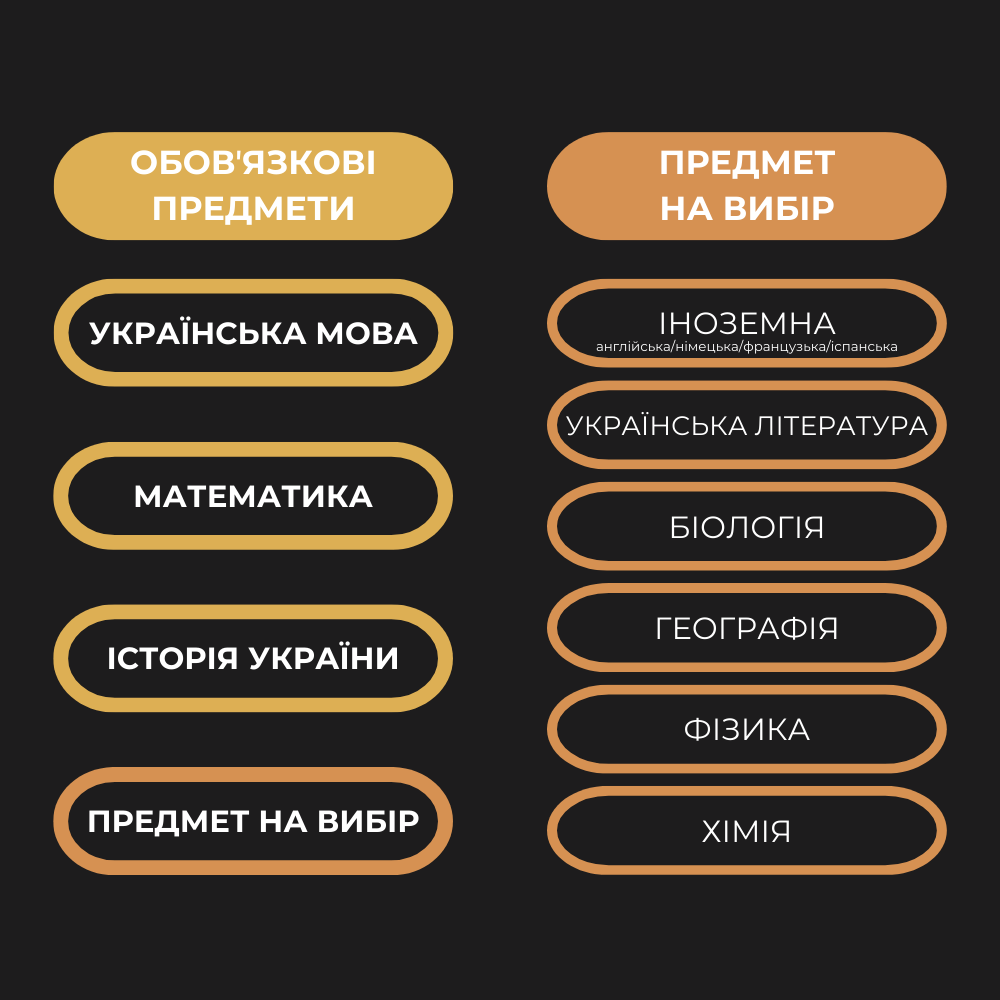 ОБОВ'ЯЗКОВІ
ПРЕДМЕТИ
УКРАЇНСЬКА МОВА
МАТЕМАТИКА
ІСТОРІЯ УКРАЇНИ
ПРЕДМЕТ НА ВИБІР
ПРЕДМЕТ
НА ВИБІР
ІНОЗЕМНА
англійська/німецька/французька/іспанська
УКРАЇНСЬКА ЛІТЕРАТУРА
БІОЛОГІЯ
ГЕОГРАФІЯ
ФІЗИКА
ХІМІЯ